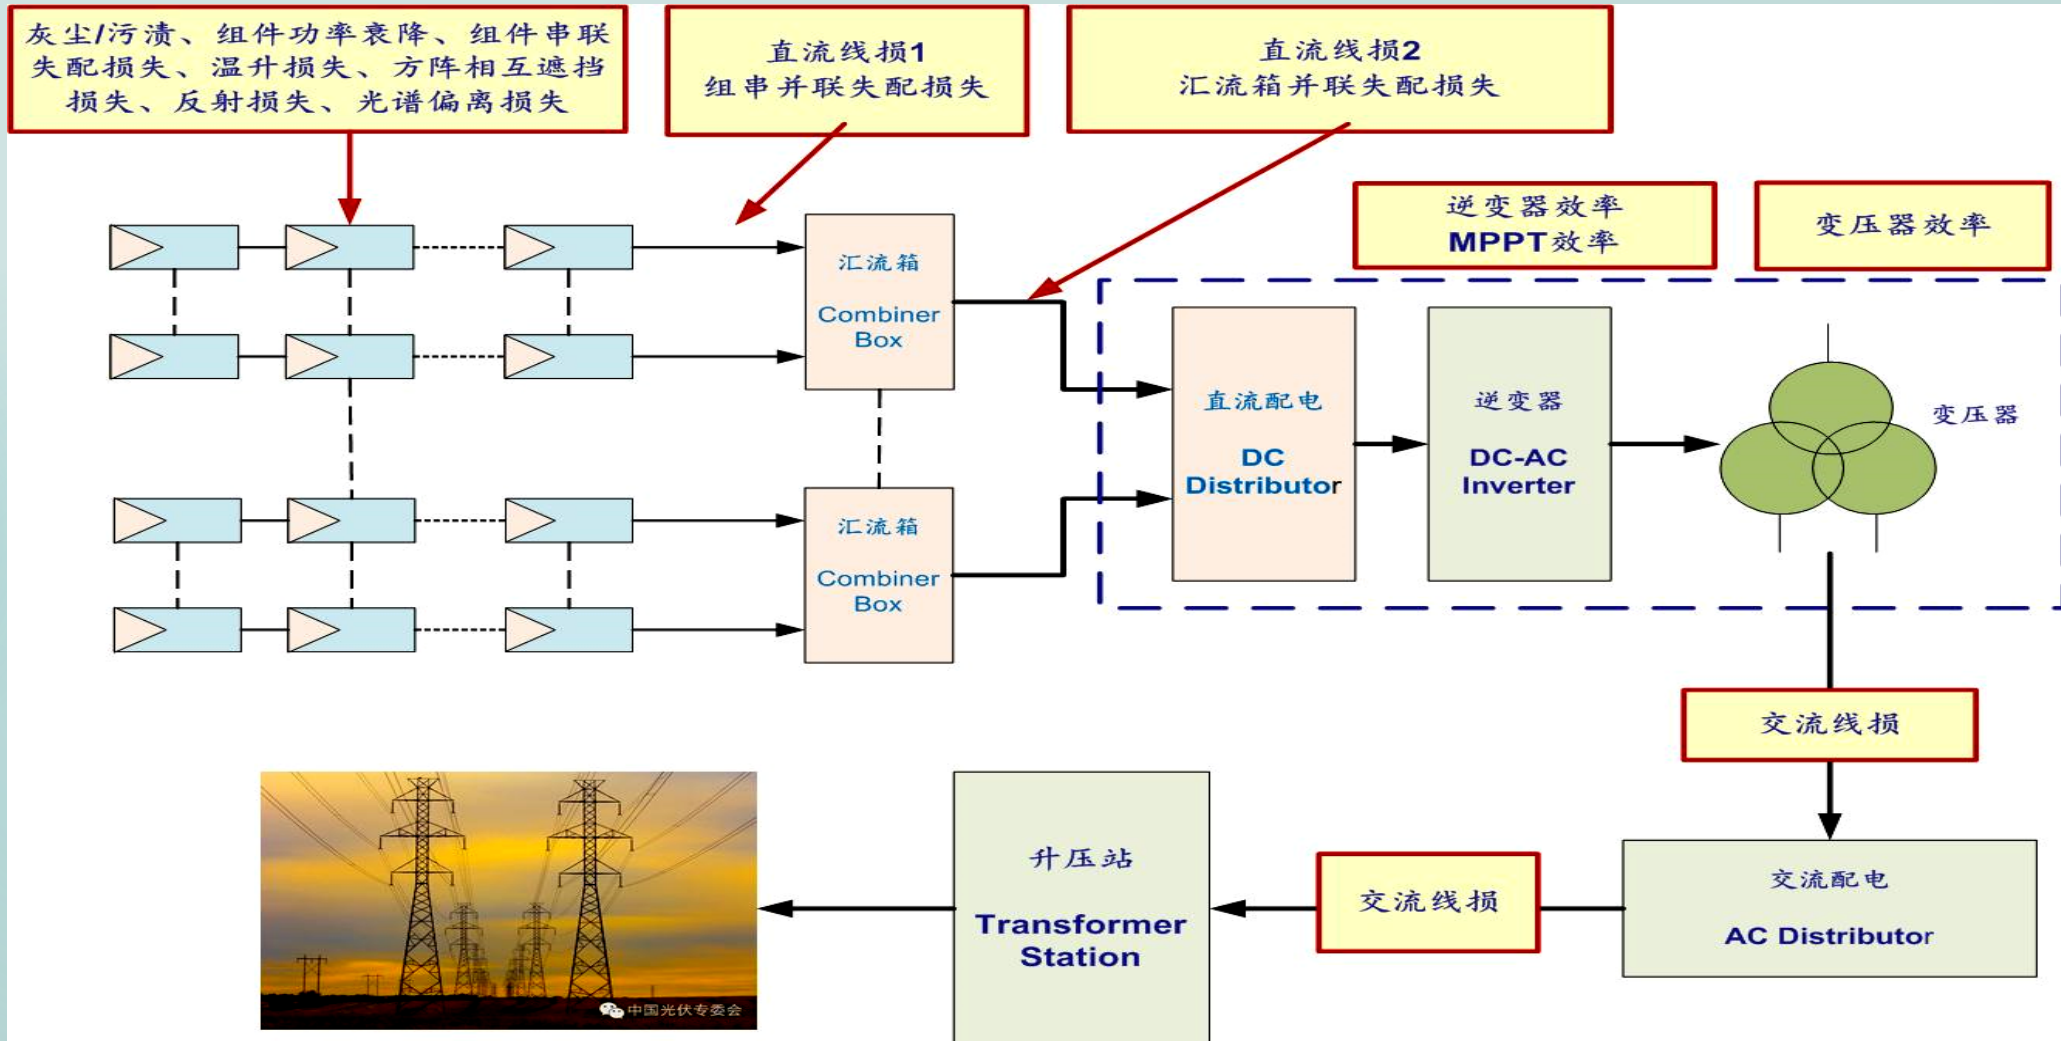 灰尘/污渍、组件功率衰降、组件串联
失配损失、温升损失、方阵相互遮挡
损失、反射损失、光谱偏离损失
直流线损1
组串并联失配损失
直流线损2
汇流箱并联失配损失
逆变器效率
MPPT效率
变压器效率
汇流箱
Combiner
Box
直流配电
DC
Distributor
逆变器
DC-AC
Inverter
变压器
汇流箱
Combiner
Box
交流线损
升压站
Transformer
Station
交流线损
交流配电
AC Distributor
中国光伏专委会